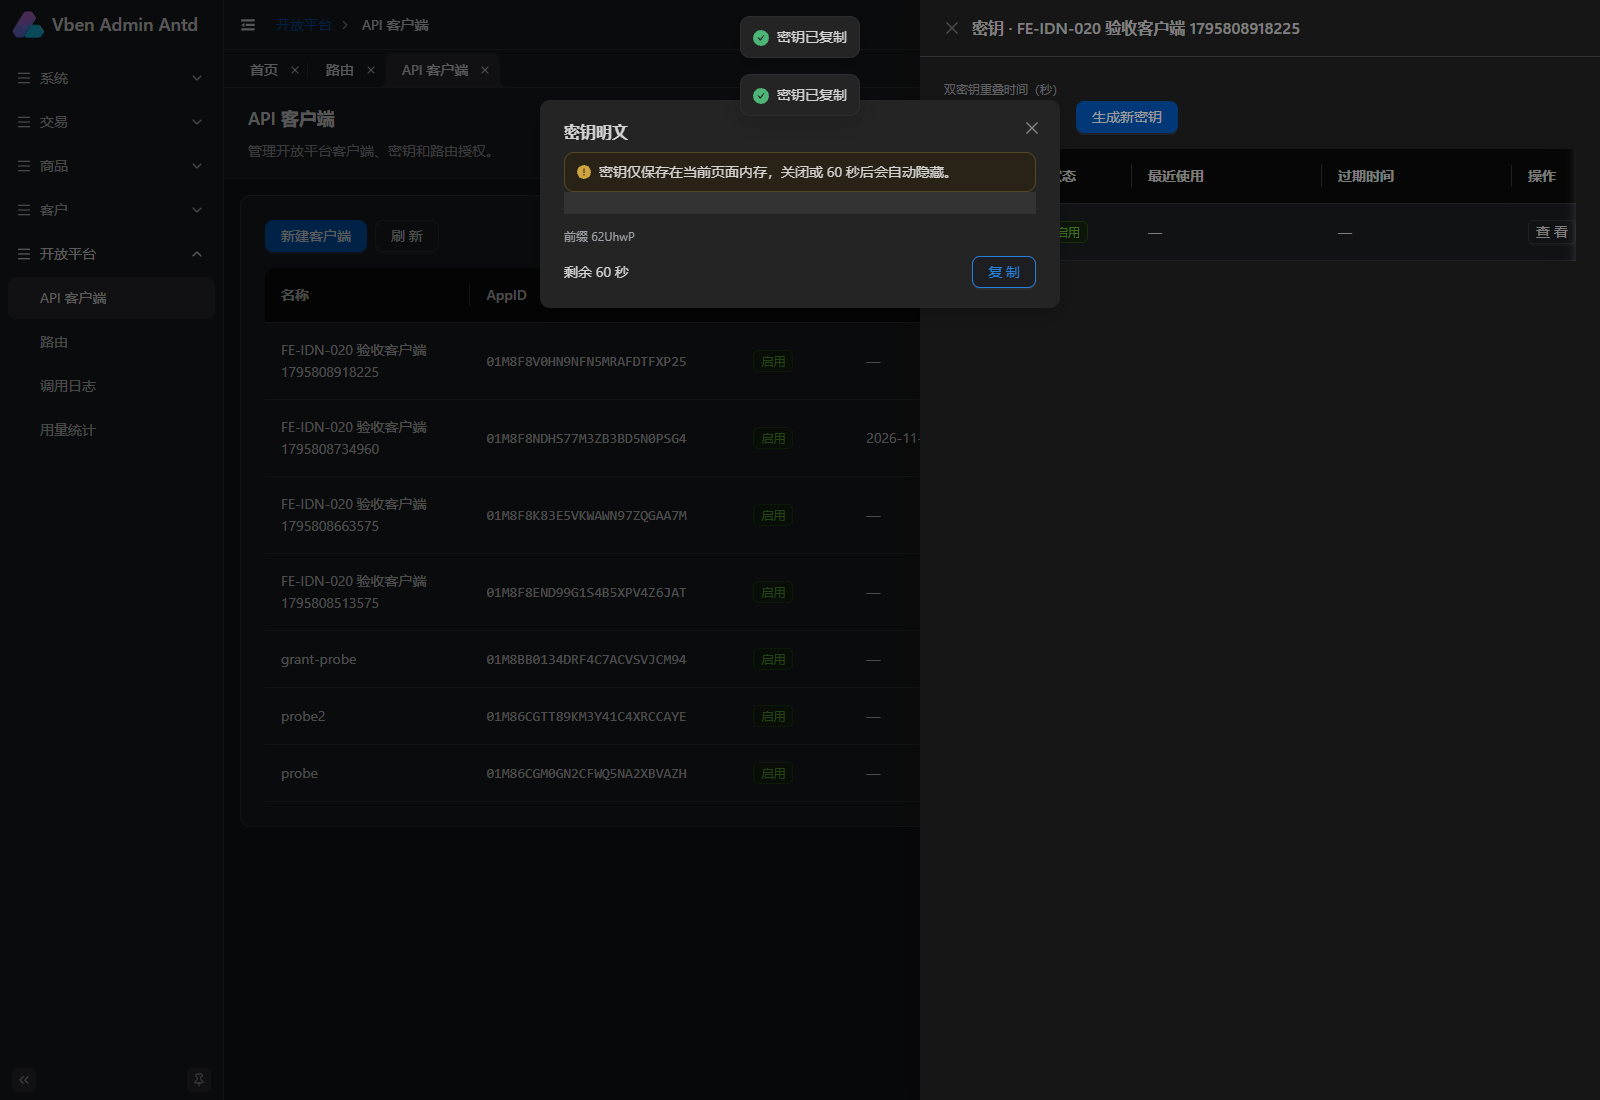 Vben Admin Antd
系统
交易
商品
客户
开放平台
API 客户端
路由
调用日志
用量统计
开放平台 > API 客户端
首页
路由
API 客户端
API 客户端
管理开放平台客户端、密钥和路由授权。
新建客户端
刷 新
名称
AppID
FE-IDN-020 验收客户端 1795808918225
01M8F8V0HN9NFN5MRAFDTFXP25
启用
—
FE-IDN-020 验收客户端 1795808734960
01M8F8NDHS77M3ZB3BD5N0PSG4
启用
2026-11-
FE-IDN-020 验收客户端 1795808663575
01M8F8K83E5VKWAWN97ZQGAA7M
启用
—
FE-IDN-020 验收客户端 1795808513575
01M8F8END99G1S4B5XPV4Z6JAT
启用
—
grant-probe
01M8BB0134DRF4C7ACVSVJCM94
启用
—
probe2
01M86CGTT89KM3Y41C4XRCCAYE
启用
—
probe
01M86CGM0GN2CFWQ5NA2XBVAZH
启用
—
密钥已复制
密钥已复制
密钥明文
密钥仅保存在当前页面内存，关闭或 60 秒后会自动隐藏。
前缀 62UhwP
剩余 60 秒
复 制
密钥 · FE-IDN-020 验收客户端 1795808918225
双密钥重叠时间（秒）
生成新密钥
态
最近使用
过期时间
操作
启用
—
—
查 看